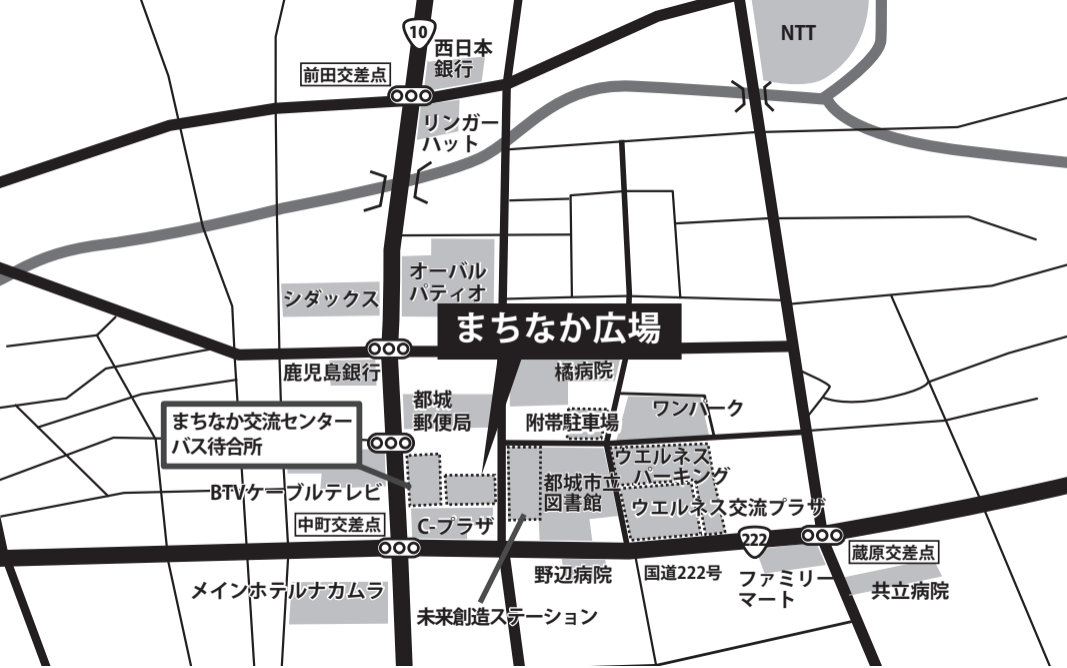 NTT
10
西日本
銀行
前田交差点
リンガー
ハット
オーバル
パティオ
シダックス
まちなか広場
鹿児島銀行
橘病院
都城
郵便局
ワンパーク
附帯駐車場
まちなか交流センター
バス待合所
ウエルネス
パーキング
BTVケーブルテレビ
都城市立
図書館
ウエルネス交流プラザ
中町交差点
C-プラザ
222
蔵原交差点
野辺病院
国道222号
ファミリー
マート
共立病院
メインホテルナカムラ
未来創造ステーション